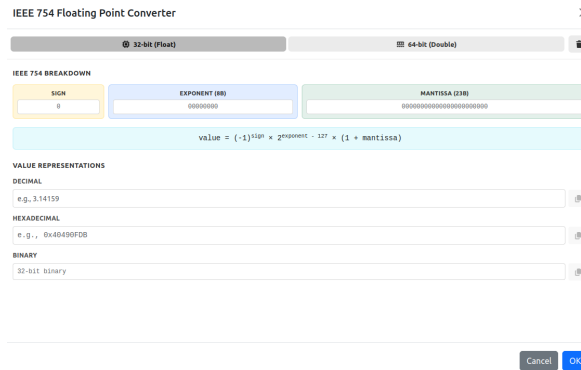 IEEE 754 Floating Point Converter
32-bit (Float) 64-bit (Double)
IEEE 754 BREAKDOWN
SIGN EXPONENT (8B) MANTISSA (23B)
0 00000000 00000000000000000000000
value = (-1)^sign × 2^exponent - 127 × (1 + mantissa)
VALUE REPRESENTATIONS
DECIMAL
e.g., 3.14159
HEXADECIMAL
e.g., 0x40490FDB
BINARY
32-bit binary
Cancel OK